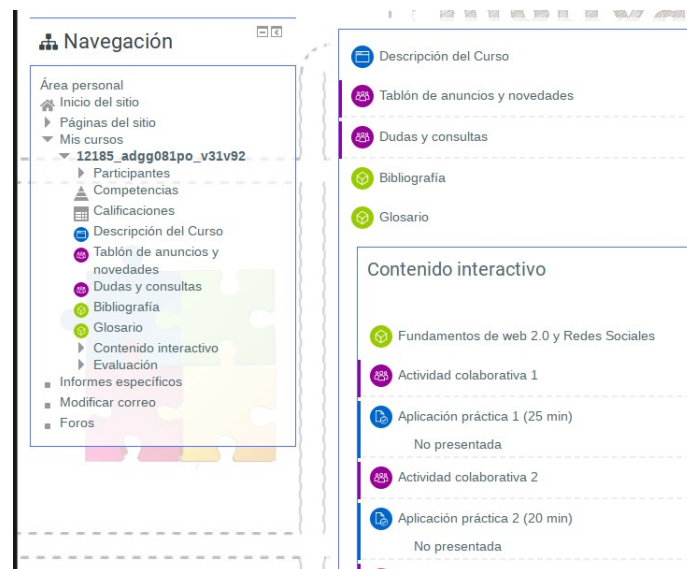 Navegación
Área personal
Inicio del sitio
Páginas del sitio
Mis cursos
12185_adgg081po_v31v92
Participantes
Competencias
Calificaciones
Descripción del Curso
Tablón de anuncios y
novedades
Dudas y consultas
Bibliografía
Glosario
Contenido interactivo
Evaluación
Informes específicos
Modificar correo
Foros
Descripción del Curso
Tablón de anuncios y novedades
Dudas y consultas
Bibliografía
Glosario
Contenido interactivo
Fundamentos de web 2.0 y Redes Sociales
Actividad colaborativa 1
Aplicación práctica 1 (25 min)
No presentada
Actividad colaborativa 2
Aplicación práctica 2 (20 min)
No presentada